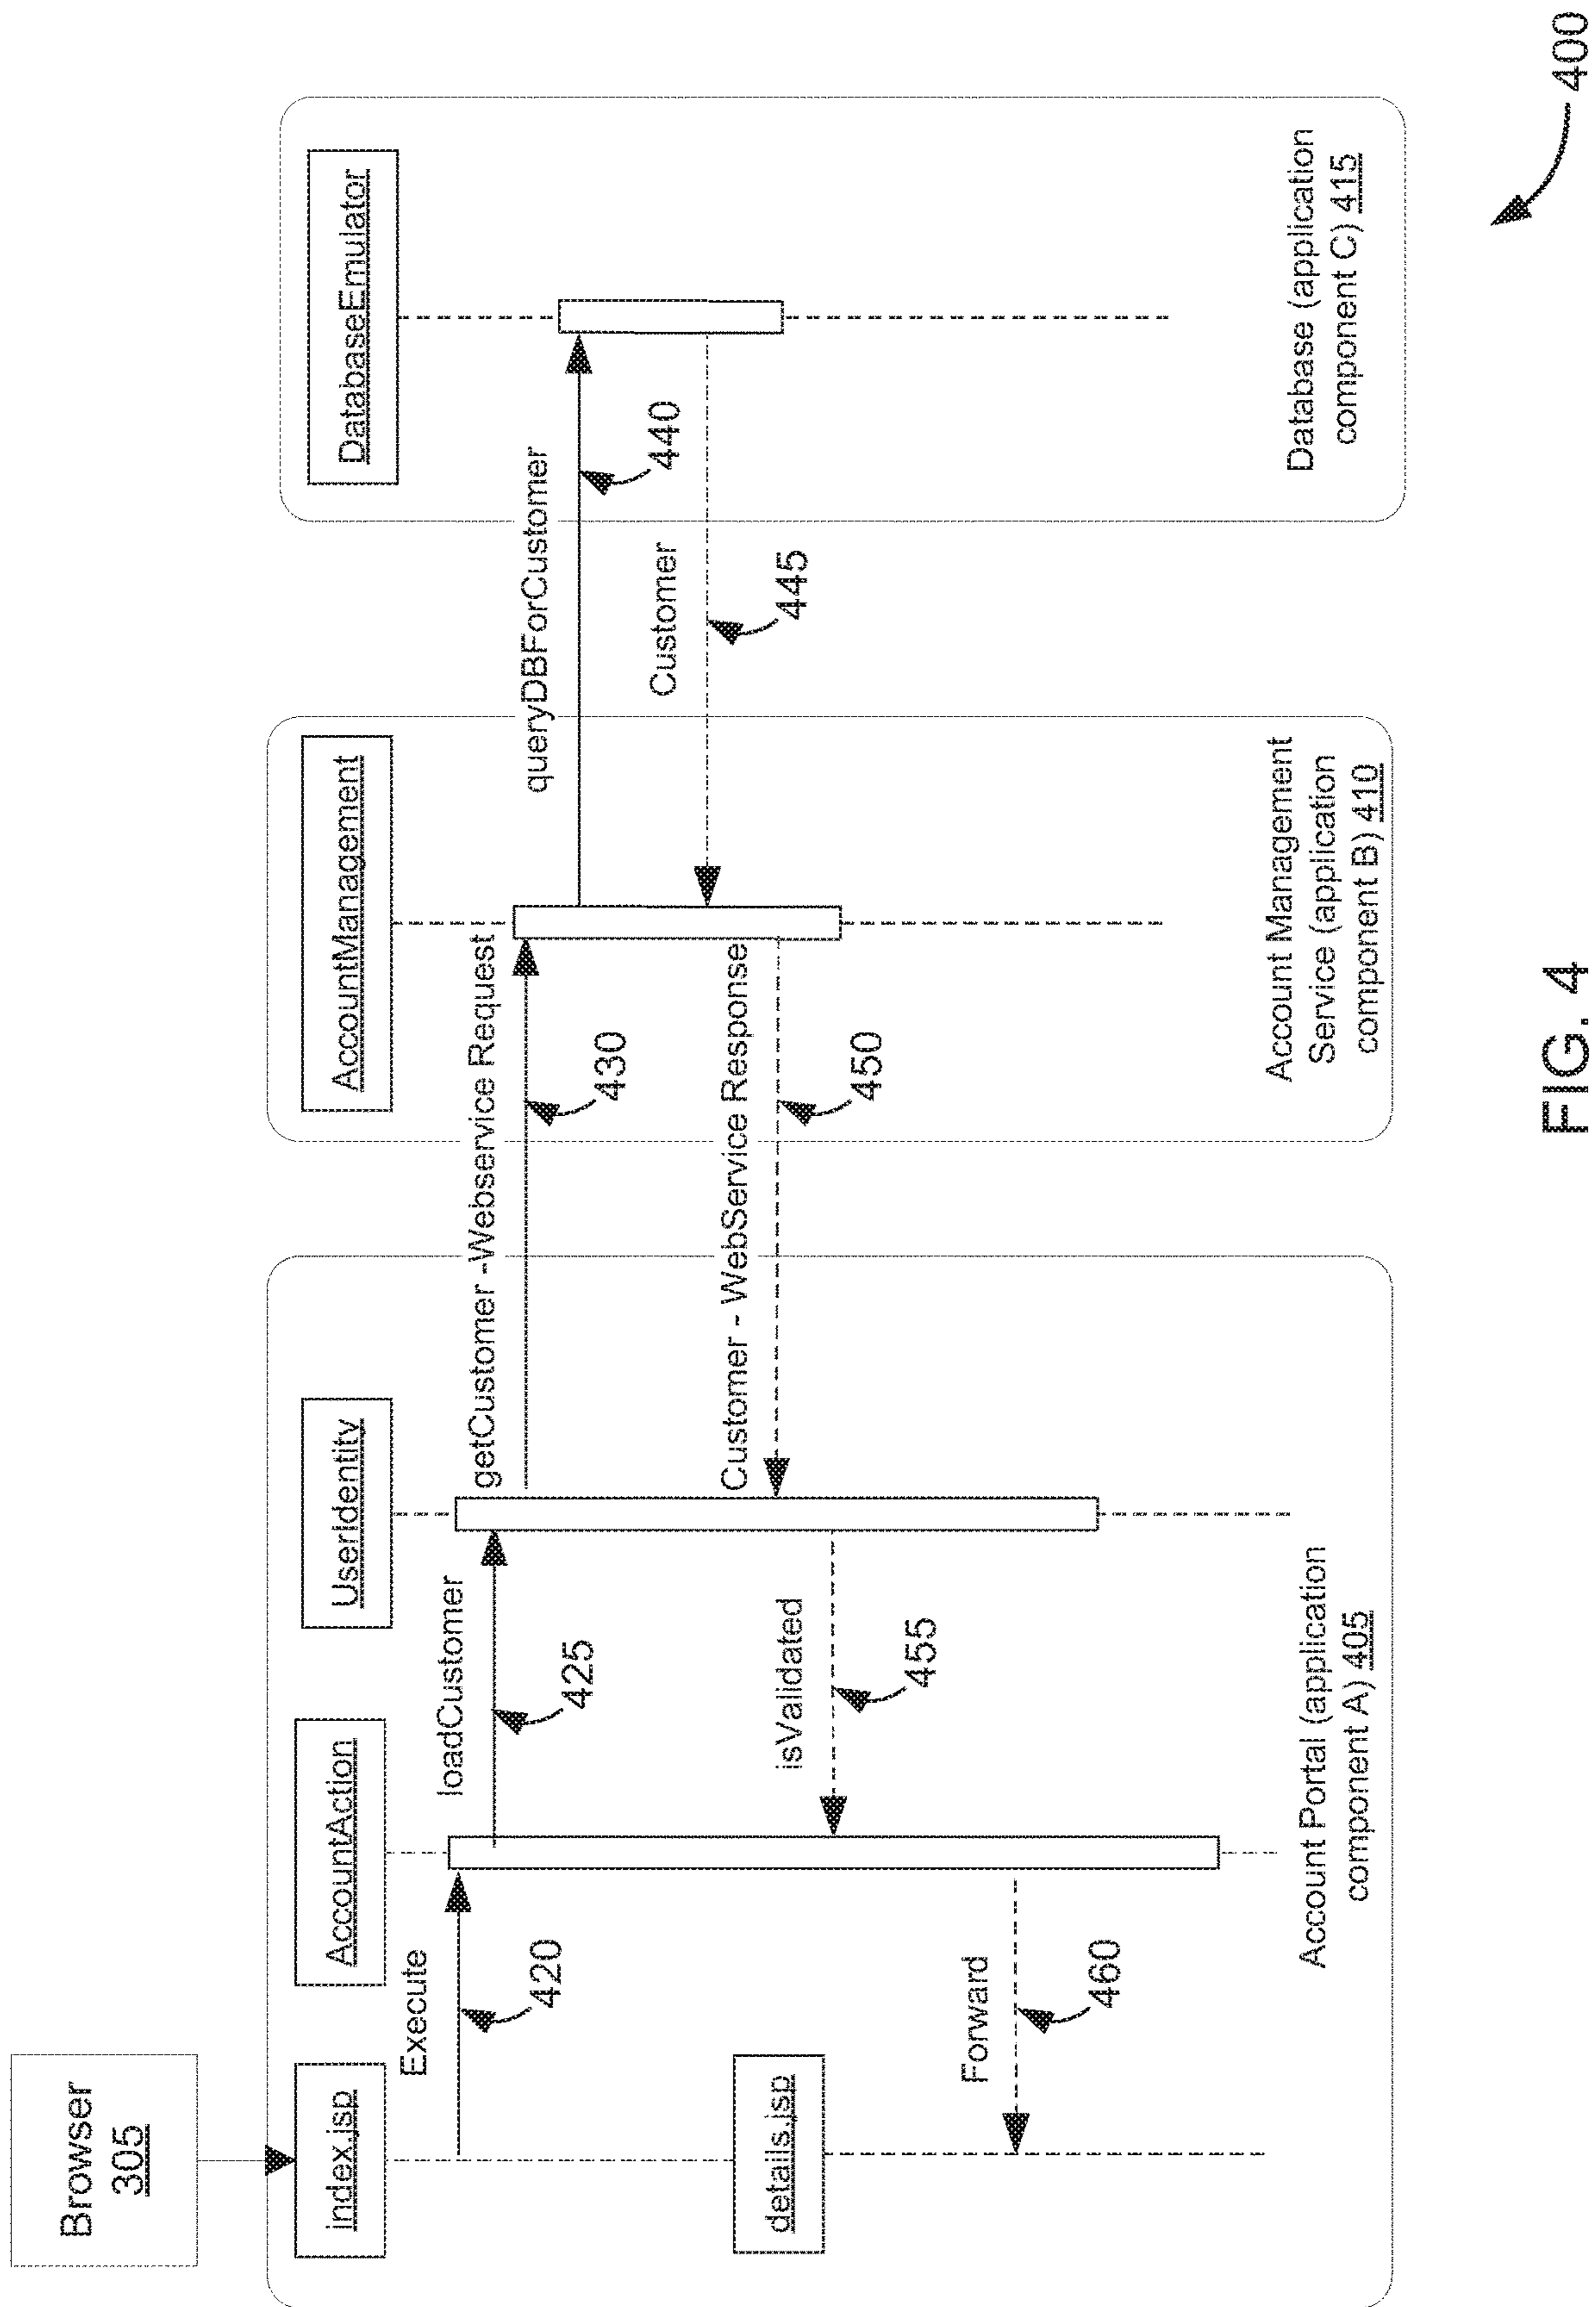 Browser
305
index.jsp
AccountAction
UserIdentity
AccountManagement
DatabaseEmulator
Execute
420
loadCustomer
425
getCustomer -Webservice Request
430
queryDBForCustomer
440
Customer
445
Customer - WebService Response
450
isValidated
455
details.jsp
Forward
460
Account Portal (application
component A) 405
Account Management
Service (application
component B) 410
Database (application
component C) 415
400
FIG. 4